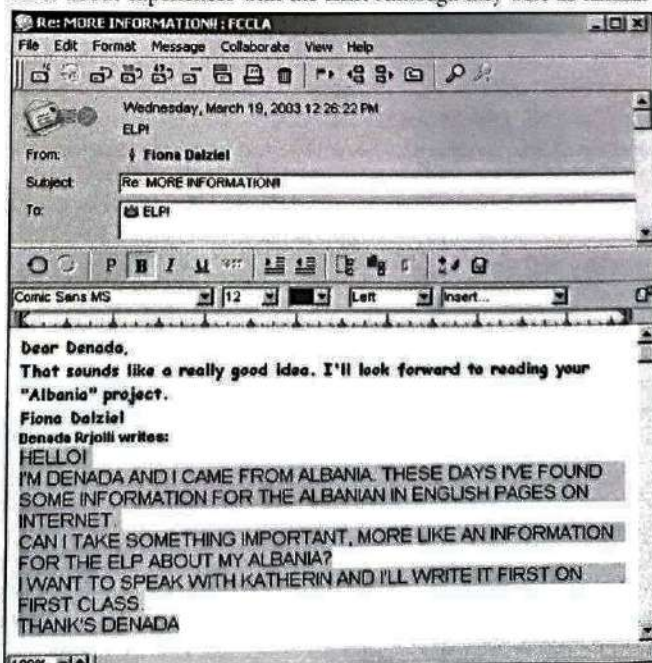 Re: MORE INFORMATION!! : FCCLA
File Edit Format Message Collaborate View Help
Wednesday, March 19, 2003 12:26:22 PM
ELP!
From: Fiona Dalziel
Subject: Re: MORE INFORMATION!!
To: ELP!
P B I U
Comic Sans MS 12 Left Insert...
Dear Denada,
That sounds like a really good idea. I'll look forward to reading your
"Albania" project.
Fiona Dalziel
Denada Rrjolli writes:
HELLO!
I'M DENADA AND I CAME FROM ALBANIA. THESE DAYS I'VE FOUND
SOME INFORMATION FOR THE ALBANIAN IN ENGLISH PAGES ON
INTERNET.
CAN I TAKE SOMETHING IMPORTANT, MORE LIKE AN INFORMATION
FOR THE ELP ABOUT MY ALBANIA?
I WANT TO SPEAK WITH KATHERIN AND I'LL WRITE IT FIRST ON
FIRST CLASS.
THANK'S DENADA
100%